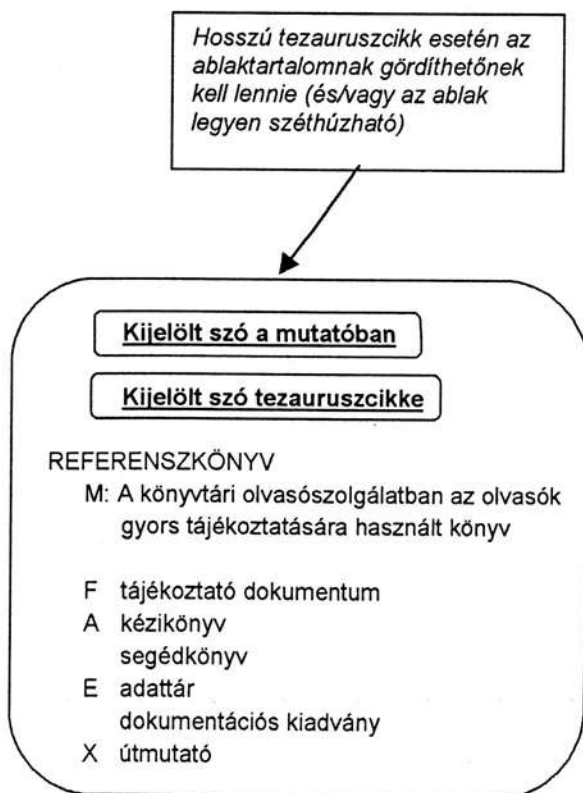 Hosszú tezauruszcikk esetén az
ablaktartalomnak gördíthetőnek
kell lennie (és/vagy az ablak
legyen széthúzható)
Kijelölt szó a mutatóban
Kijelölt szó tezauruszcikke
REFERENSZKÖNYV
M: A könyvtári olvasószolgálatban az olvasók
gyors tájékoztatására használt könyv
F tájékoztató dokumentum
A kézikönyv
segédkönyv
E adattár
dokumentációs kiadvány
X útmutató